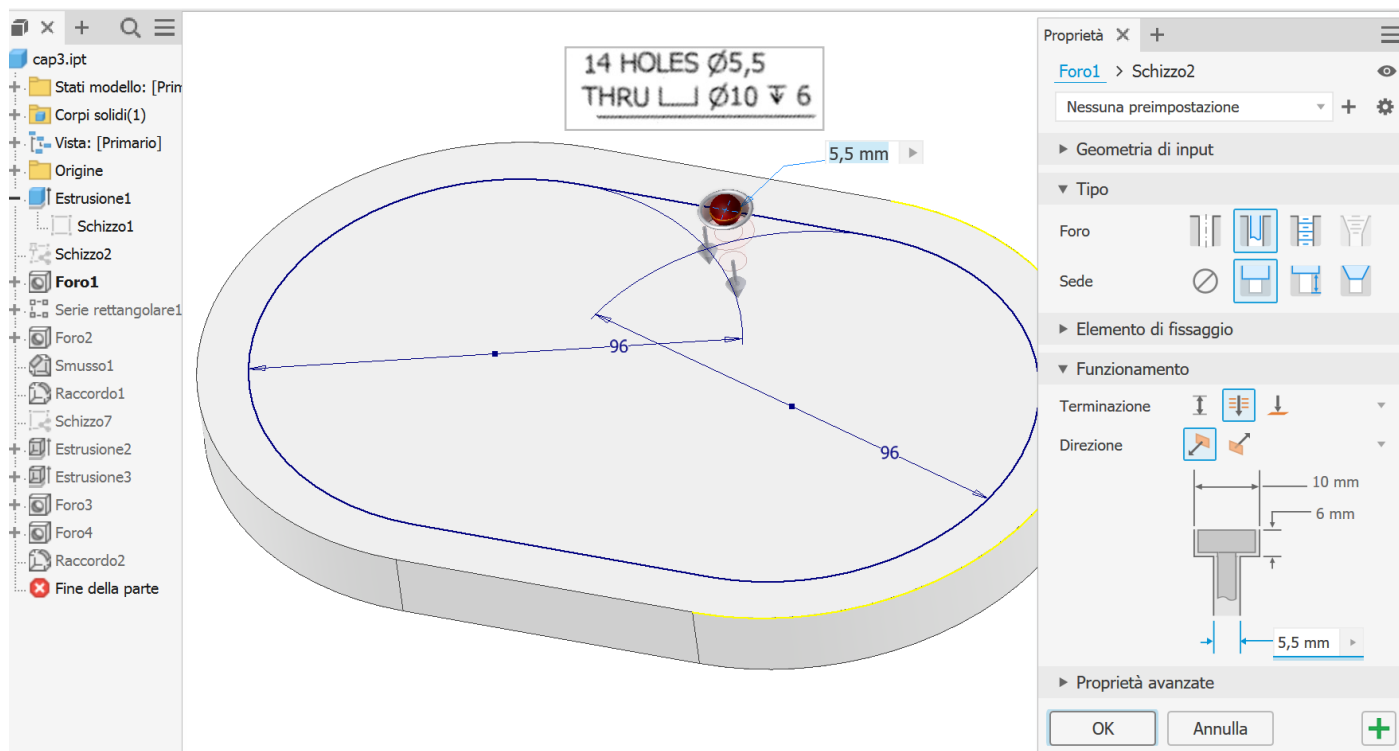 cap3.ipt
Stati modello: [Prim
Corpi solidi(1)
Vista: [Primario]
Origine
Estrusione1
Schizzo1
Schizzo2
Foro1
Serie rettangolare1
Foro2
Smusso1
Raccordo1
Schizzo7
Estrusione2
Estrusione3
Foro3
Foro4
Raccordo2
Fine della parte
14 HOLES Ø5,5
THRU ⌴ Ø10 ↧ 6
5,5 mm
96
96
Proprietà
Foro1 > Schizzo2
Nessuna preimpostazione
Geometria di input
Tipo
Foro
Sede
Elemento di fissaggio
Funzionamento
Terminazione
Direzione
10 mm
6 mm
5,5 mm
Proprietà avanzate
OK Annulla